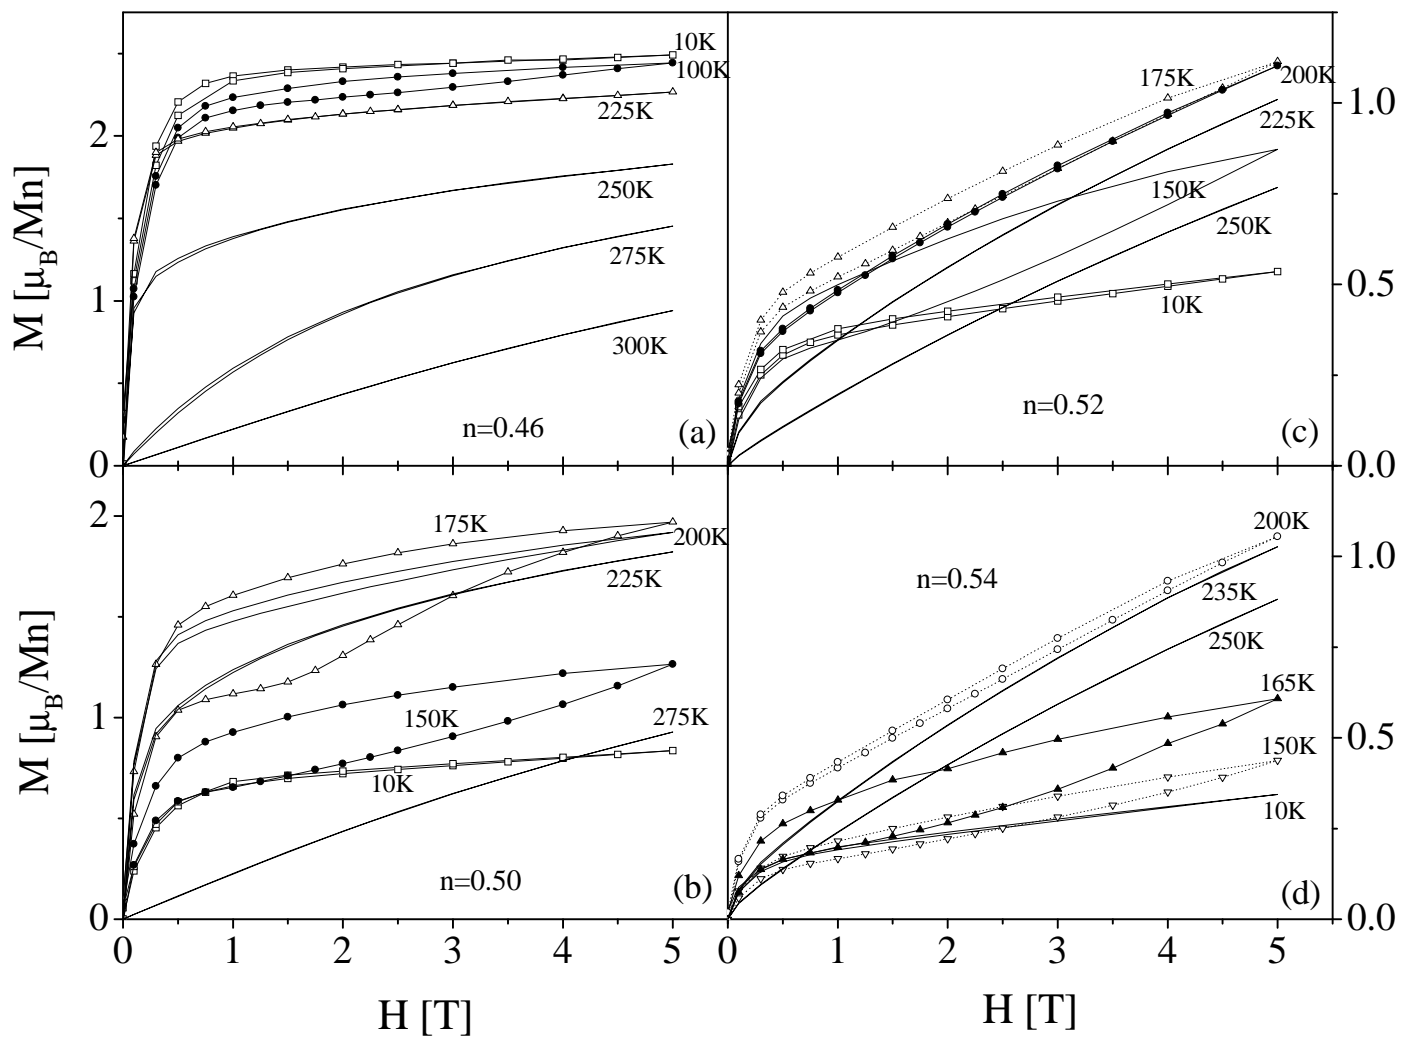 M [μB/Mn]
2
1
0
10K
100K
225K
250K
275K
300K
n=0.46
(a)
175K
200K
225K
150K
250K
10K
n=0.52
(c)
1.0
0.5
0.0
M [μB/Mn]
2
1
0
175K
200K
225K
150K
275K
10K
n=0.50
(b)
0 1 2 3 4 5
H [T]
n=0.54
200K
235K
250K
165K
150K
10K
(d)
1.0
0.5
0.0
0 1 2 3 4 5
H [T]